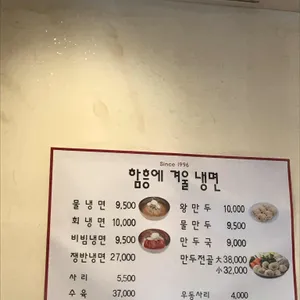 Since 1996
함흥에 겨울 냉면
물냉면 9,500
회냉면 10,000
비빔냉면 9,500
쟁반냉면 27,000
사리 5,500
수육 37,000
왕만두 10,000
물만두 9,500
만두국 9,000
만두전골 大38,000
小32,000
우동사리 4,000